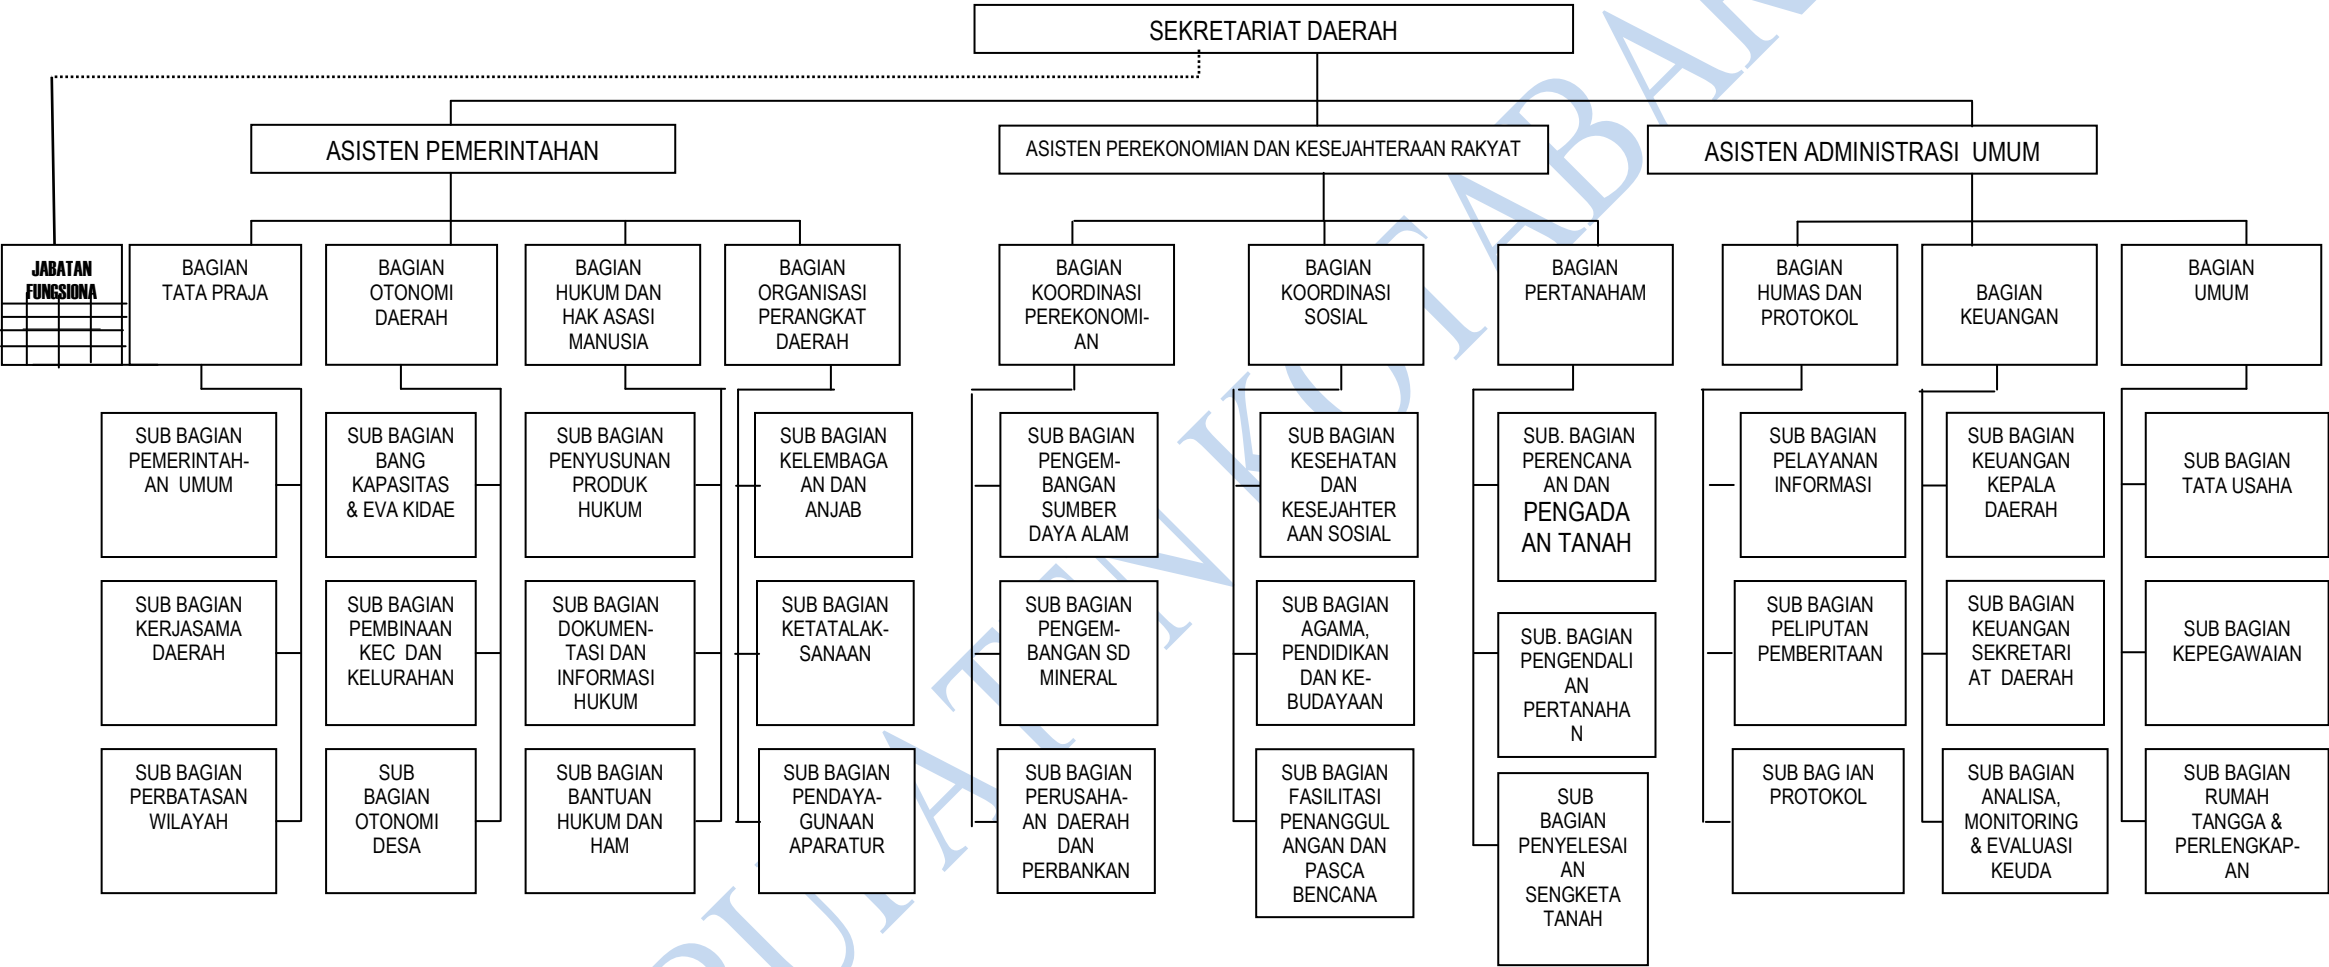 SEKRETARIAT DAERAH
ASISTEN PEMERINTAHAN
ASISTEN PEREKONOMIAN DAN KESEJAHTERAAN RAKYAT
ASISTEN ADMINISTRASI UMUM
JABATAN
FUNGSIONA
BAGIAN
TATA PRAJA
BAGIAN
OTONOMI
DAERAH
BAGIAN
HUKUM DAN
HAK ASASI
MANUSIA
BAGIAN
ORGANISASI
PERANGKAT
DAERAH
BAGIAN
KOORDINASI
PEREKONOMI-
AN
BAGIAN
KOORDINASI
SOSIAL
BAGIAN
PERTANAHAM
BAGIAN
HUMAS DAN
PROTOKOL
BAGIAN
KEUANGAN
BAGIAN
UMUM
SUB BAGIAN
PEMERINTAH-
AN UMUM
SUB BAGIAN
BANG
KAPASITAS
& EVA KIDAE
SUB BAGIAN
PENYUSUNAN
PRODUK
HUKUM
SUB BAGIAN
KELEMBAGA
AN DAN
ANJAB
SUB BAGIAN
PENGEM-
BANGAN
SUMBER
DAYA ALAM
SUB BAGIAN
KESEHATAN
DAN
KESEJAHTER
AAN SOSIAL
SUB. BAGIAN
PERENCANA
AN DAN
PENGADA
AN TANAH
SUB BAGIAN
PELAYANAN
INFORMASI
SUB BAGIAN
KEUANGAN
KEPALA
DAERAH
SUB BAGIAN
TATA USAHA
SUB BAGIAN
KERJASAMA
DAERAH
SUB BAGIAN
PEMBINAAN
KEC DAN
KELURAHAN
SUB BAGIAN
DOKUMEN-
TASI DAN
INFORMASI
HUKUM
SUB BAGIAN
KETATALAK-
SANAAN
SUB BAGIAN
PENGEM-
BANGAN SD
MINERAL
SUB BAGIAN
AGAMA,
PENDIDIKAN
DAN KE-
BUDAYAAN
SUB. BAGIAN
PENGENDALI
AN
PERTANAHA
N
SUB BAGIAN
PELIPUTAN
PEMBERITAAN
SUB BAGIAN
KEUANGAN
SEKRETARI
AT DAERAH
SUB BAGIAN
KEPEGAWAIAN
SUB BAGIAN
PERBATASAN
WILAYAH
SUB
BAGIAN
OTONOMI
DESA
SUB BAGIAN
BANTUAN
HUKUM DAN
HAM
SUB BAGIAN
PENDAYA-
GUNAAN
APARATUR
SUB BAGIAN
PERUSAHA-
AN DAERAH
DAN
PERBANKAN
SUB BAGIAN
FASILITASI
PENANGGUL
ANGAN DAN
PASCA
BENCANA
SUB
BAGIAN
PENYELESAI
AN
SENGKETA
TANAH
SUB BAG IAN
PROTOKOL
SUB BAGIAN
ANALISA,
MONITORING
& EVALUASI
KEUDA
SUB BAGIAN
RUMAH
TANGGA &
PERLENGKAP-
AN